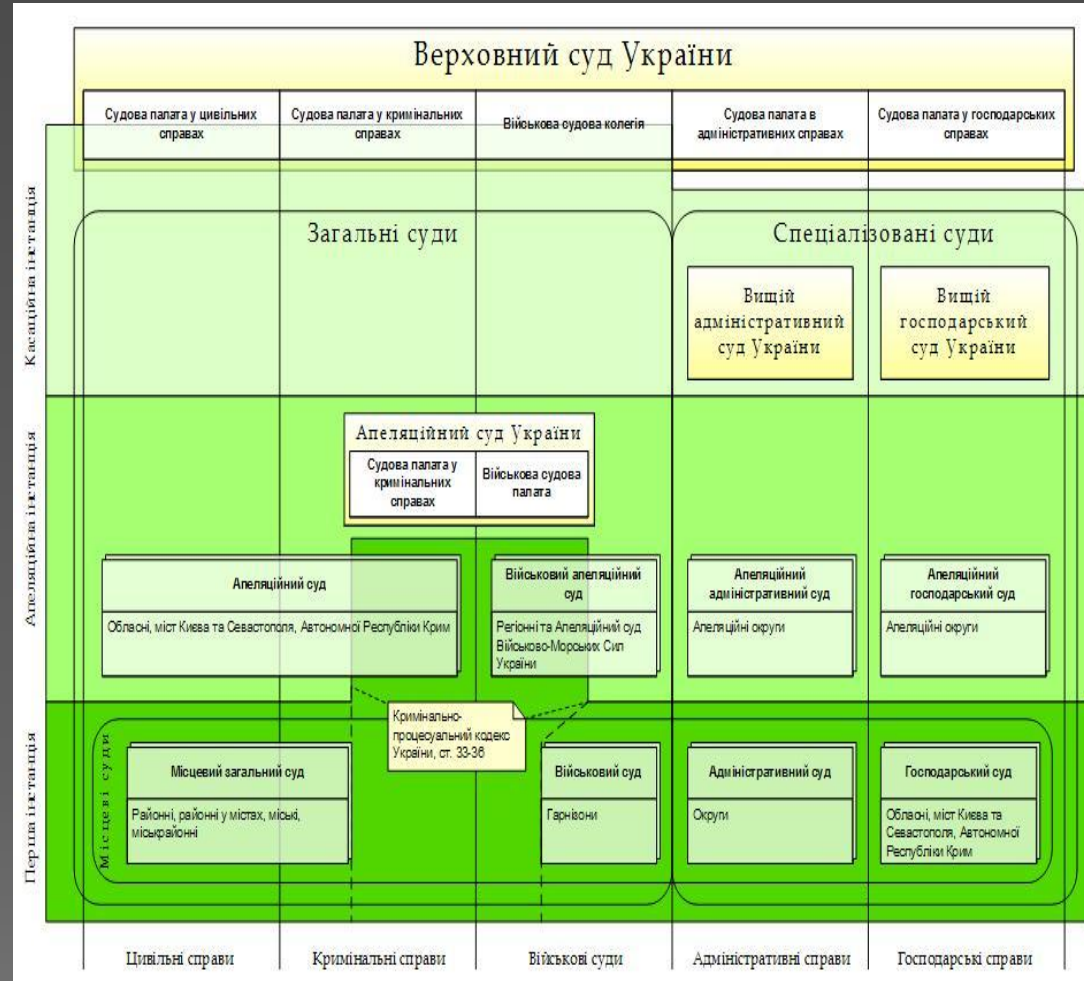 Верховний суд України
Судова палата у цивільних
справах
Судова палата у кримінальних
справах
Військова судова колегія
Судова палата в
адміністративних справах
Судова палата у господарських
справах
Касаційна інстанція
Загальні суди
Спеціалізовані суди
Вищій
адміністративний
суд України
Вищій
господарський
суд України
Апеляційна інстанція
Апеляційний суд України
Судова палата у
кримінальних
справах
Військова судова
палата
Апеляційний суд
Обласні, міст Києва та Севастополя, Автономної Республіки Крим
Військовий апеляційний
суд
Регіонні та Апеляційний суд
Військово-Морських Сил
України
Апеляційний
адміністративний суд
Апеляційні округи
Апеляційний
господарський суд
Апеляційні округи
Кримінально-
процесуальний кодекс
України, ст. 33-36
Перша інстанція
Місцеві суди
Місцевий загальний суд
Районні, районні у містах, міські,
міськрайонні
Військовий суд
Гарнізони
Адміністративний суд
Округи
Господарський суд
Обласні, міст Києва та
Севастополя, Автономної
Республіки Крим
Цивільні справи
Кримінальні справи
Військові суди
Адміністративні справи
Господарські справи